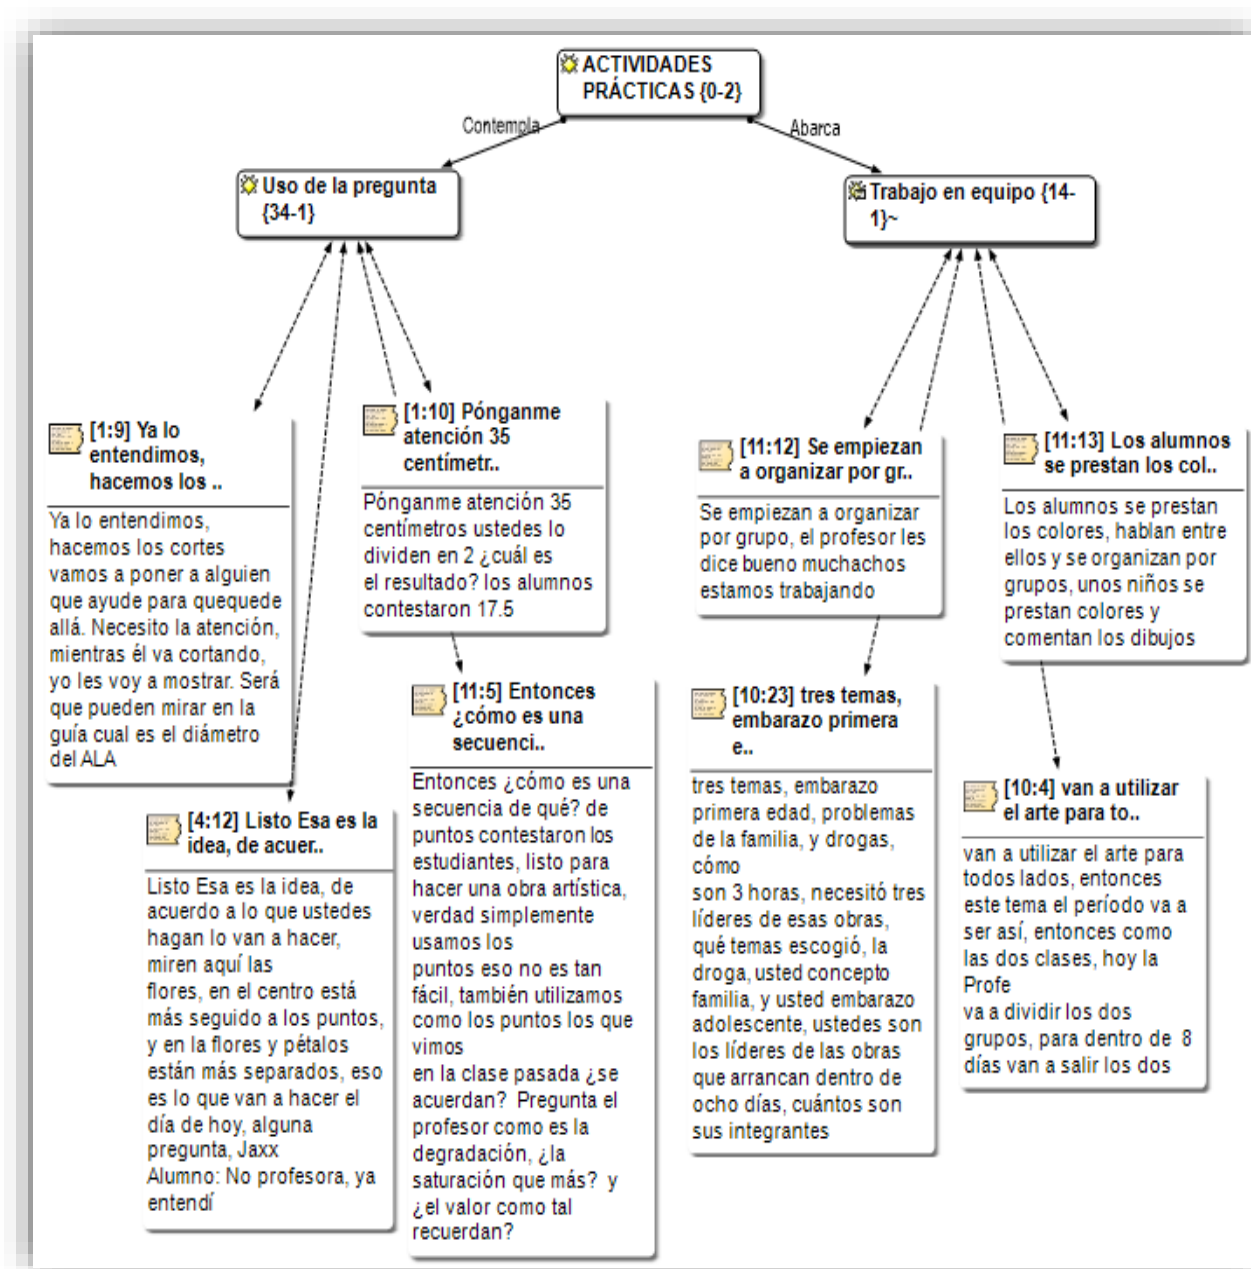 ACTIVIDADES
PRÁCTICAS {0-2}
Contempla
Abarca
Uso de la pregunta
{34-1}
Trabajo en equipo {14-
1}~
[1:9] Ya lo
entendimos,
hacemos los ..
Ya lo entendimos,
hacemos los cortes
vamos a poner a alguien
que ayude para quequede
allá. Necesito la atención,
mientras él va cortando,
yo les voy a mostrar. Será
que pueden mirar en la
guía cual es el diámetro
del ALA
[1:10] Pónganme
atención 35
centímetr..
Pónganme atención 35
centímetros ustedes lo
dividen en 2 ¿cuál es
el resultado? los alumnos
contestaron 17.5
[11:12] Se empiezan
a organizar por gr..
Se empiezan a organizar
por grupo, el profesor les
dice bueno muchachos
estamos trabajando
[11:13] Los alumnos
se prestan los col..
Los alumnos se prestan
los colores, hablan entre
ellos y se organizan por
grupos, unos niños se
prestan colores y
comentan los dibujos
[4:12] Listo Esa es la
idea, de acuer..
Listo Esa es la idea, de
acuerdo a lo que ustedes
hagan lo van a hacer,
miren aquí las
flores, en el centro está
más seguido a los puntos,
y en la flores y pétalos
están más separados, eso
es lo que van a hacer el
día de hoy, alguna
pregunta, Jaxx
Alumno: No profesora, ya
entendí
[11:5] Entonces
¿cómo es una
secuenci..
Entonces ¿cómo es una
secuencia de qué? de
puntos contestaron los
estudiantes, listo para
hacer una obra artística,
verdad simplemente
usamos los
puntos eso no es tan
fácil, también utilizamos
como los puntos los que
vimos
en la clase pasada ¿se
acuerdan? Pregunta el
profesor como es la
degradación, ¿la
saturación que más? y
¿el valor como tal
recuerdan?
[10:23] tres temas,
embarazo primera
e..
tres temas, embarazo
primera edad, problemas
de la familia, y drogas,
cómo
son 3 horas, necesitó tres
líderes de esas obras,
qué temas escogió, la
droga, usted concepto
familia, y usted embarazo
adolescente, ustedes son
los líderes de las obras
que arrancan dentro de
ocho días, cuántos son
sus integrantes
[10:4] van a utilizar
el arte para to..
van a utilizar el arte para
todos lados, entonces
este tema el período va a
ser así, entonces como
las dos clases, hoy la
Profe
va a dividir los dos
grupos, para dentro de 8
días van a salir los dos